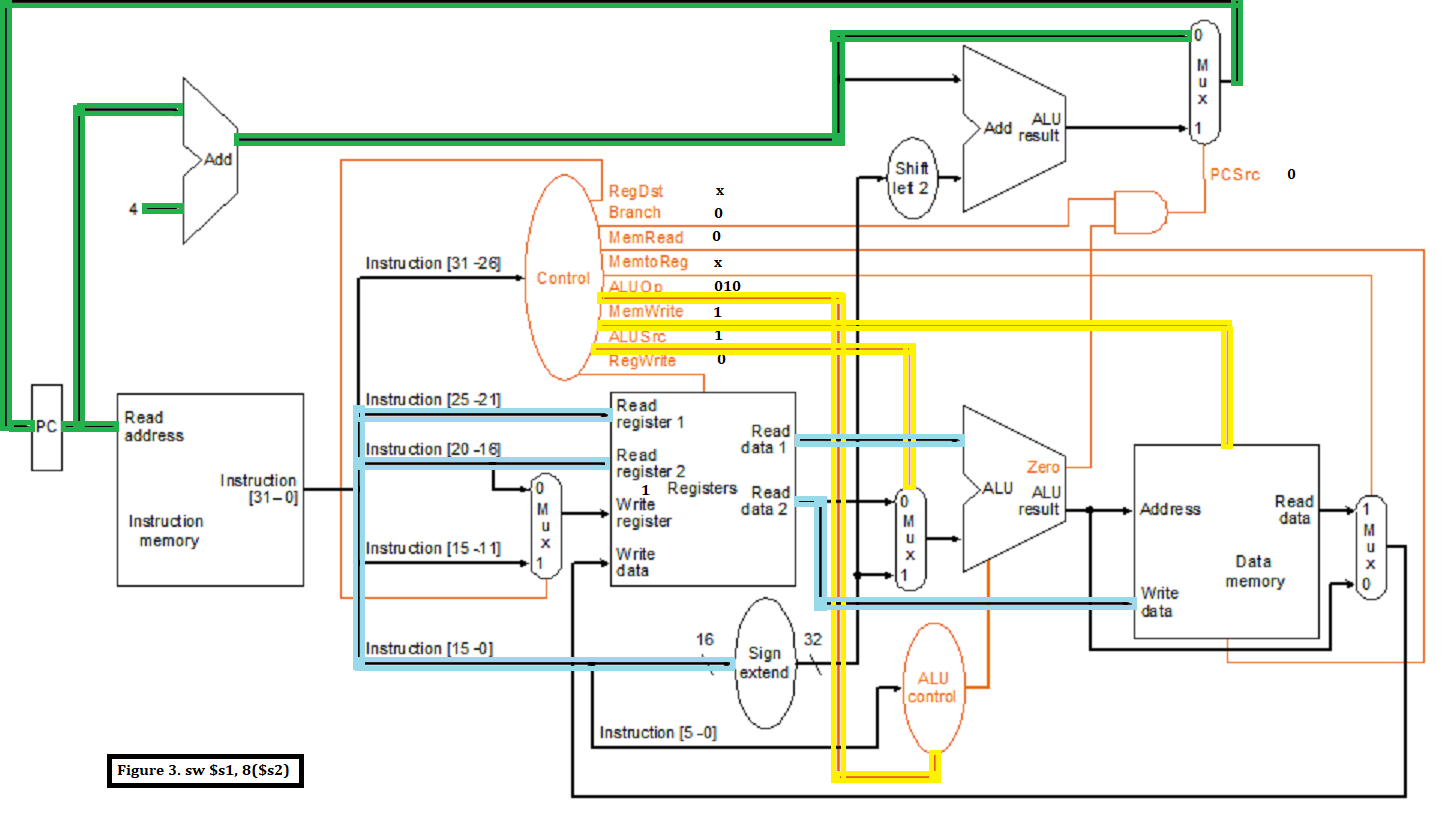 0
M
u
x
1
Add
4
Add
ALU
result
Shift
left 2
PCSrc
0
RegDst
x
Branch
0
MemRead
0
MemtoReg
x
ALUOp
010
MemWrite
1
ALUSrc
1
RegWrite
0
Control
Instruction [31 -26]
PC
Read
address
Instruction
[31 – 0]
Instruction
memory
Instruction [25 -21]
Instruction [20 -16]
Instruction [15 -11]
Instruction [15 -0]
0
M
u
x
1
Read
register 1
Read
register 2
1
Registers
Write
register
Write
data
Read
data 1
Read
data 2
0
M
u
x
1
Zero
ALU
ALU
result
Address
Read
data
Data
memory
Write
data
1
M
u
x
0
16
Sign
extend
32
ALU
control
Instruction [5 -0]
Figure 3. sw $s1, 8($s2)